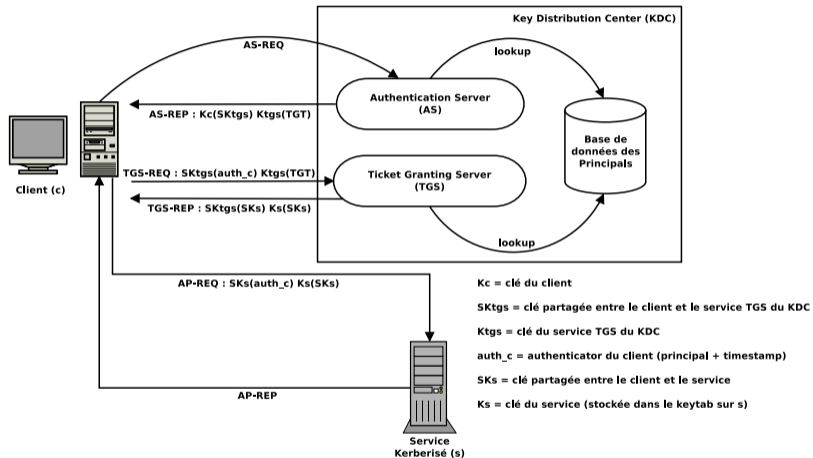 Key Distribution Center (KDC)
AS-REQ
lookup
Authentication Server
(AS)
AS-REP : Kc(SKtgs) Ktgs(TGT)
Base de
données des
Principals
TGS-REQ : SKtgs(auth_c) Ktgs(TGT)
Ticket Granting Server
(TGS)
Client (c)
TGS-REP : SKtgs(SKs) Ks(SKs)
lookup
AP-REQ : SKs(auth_c) Ks(SKs)
Kc = clé du client
SKtgs = clé partagée entre le client et le service TGS du KDC
Ktgs = clé du service TGS du KDC
auth_c = authenticator du client (principal + timestamp)
SKs = clé partagée entre le client et le service
Ks = clé du service (stockée dans le keytab sur s)
AP-REP
Service
Kerberisé (s)